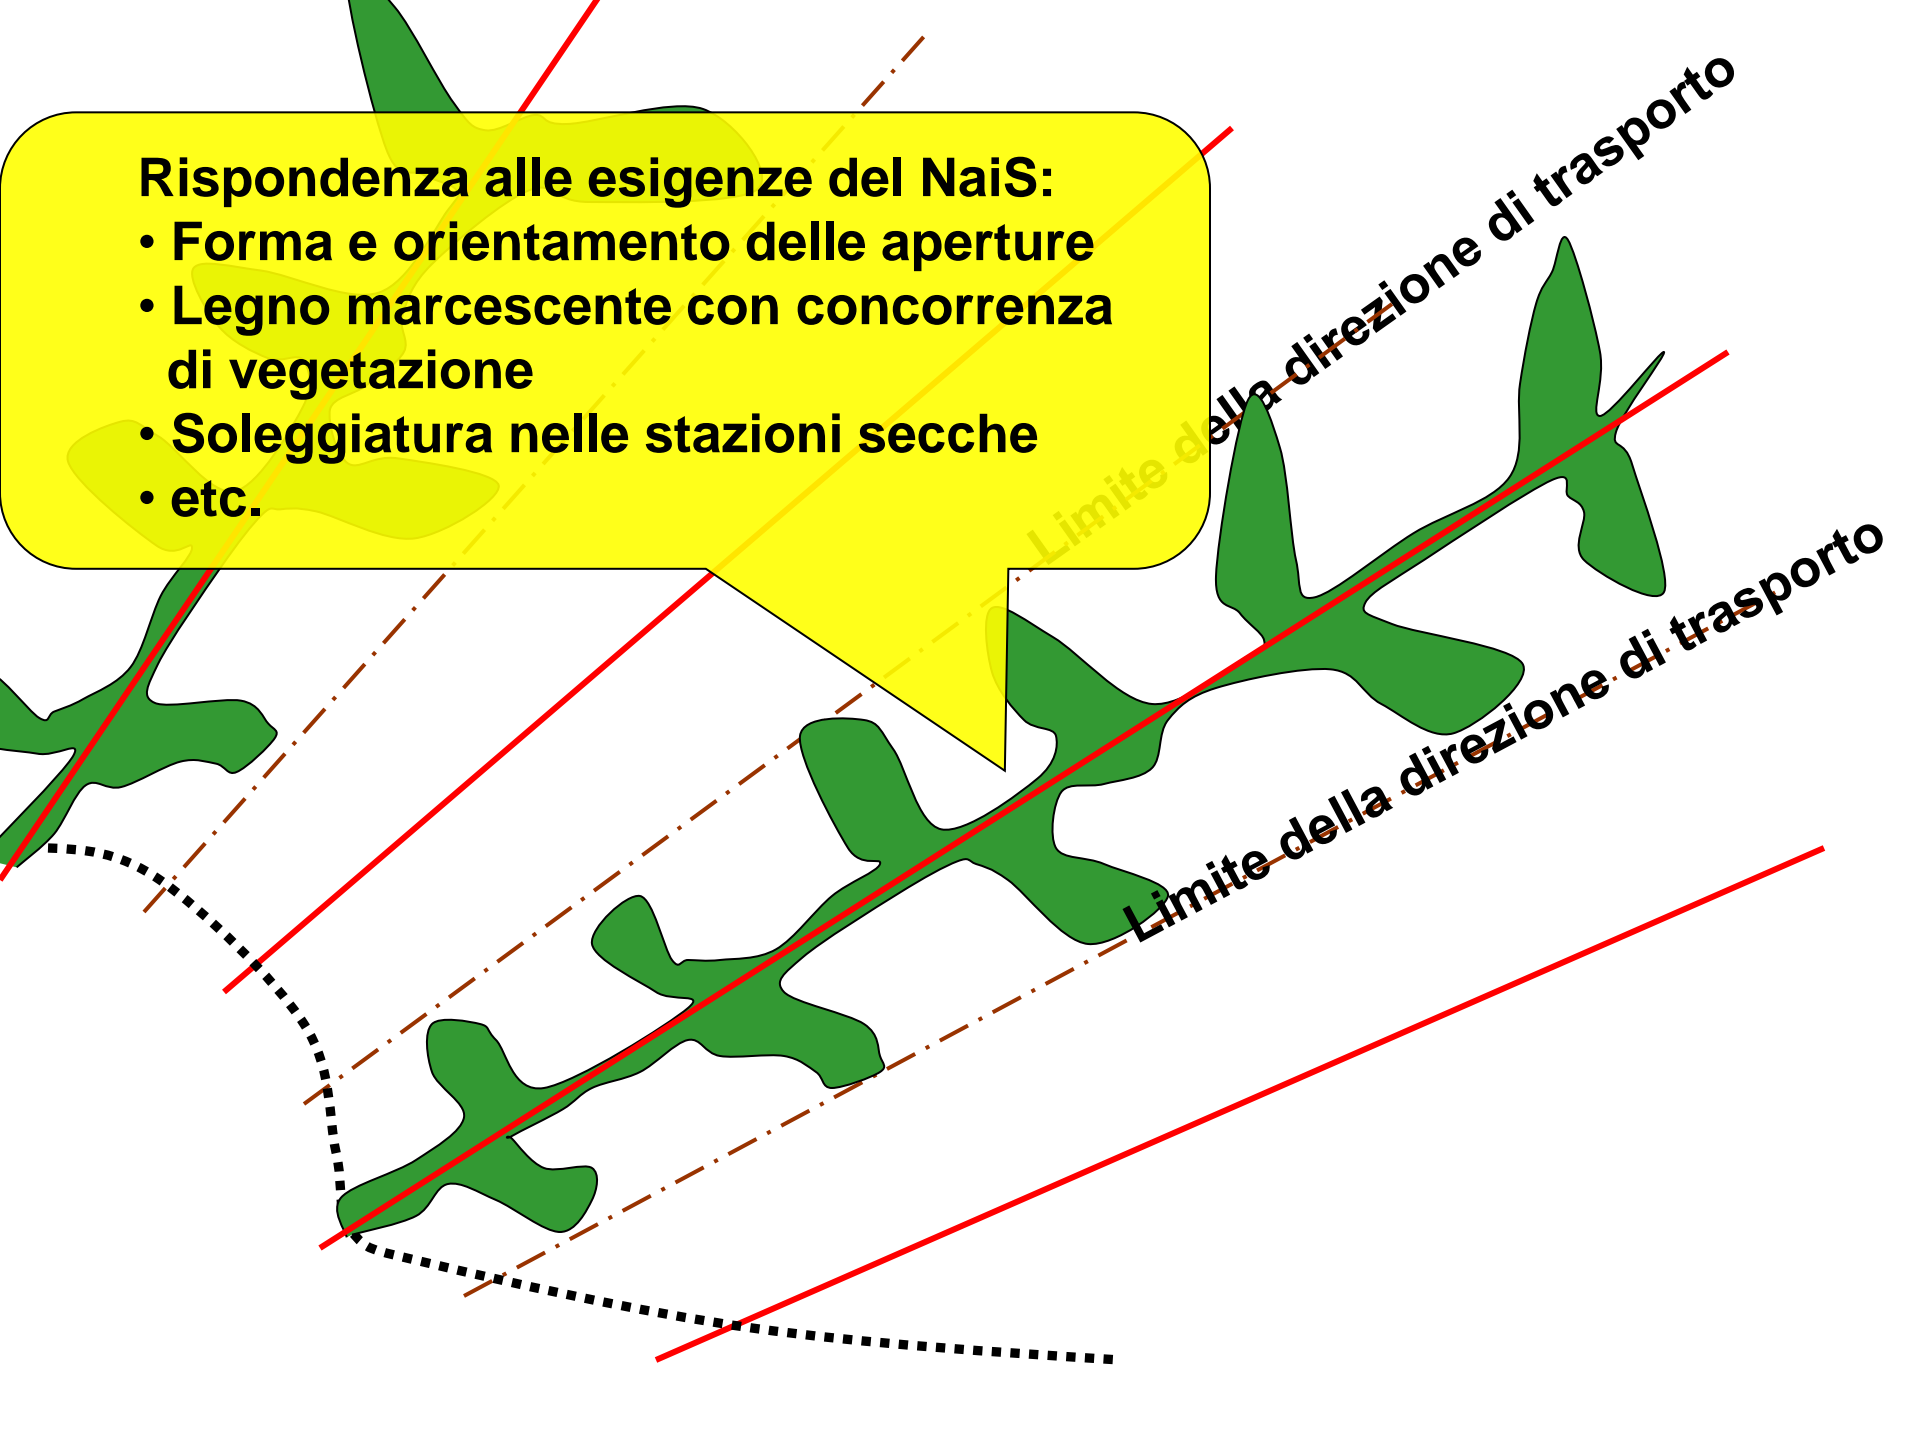 Rispondenza alle esigenze del NaiS:
• Forma e orientamento delle aperture
• Legno marcescente con concorrenza
di vegetazione
• Soleggiatura nelle stazioni secche
• etc.
Limite della direzione di trasporto
Limite della direzione di trasporto